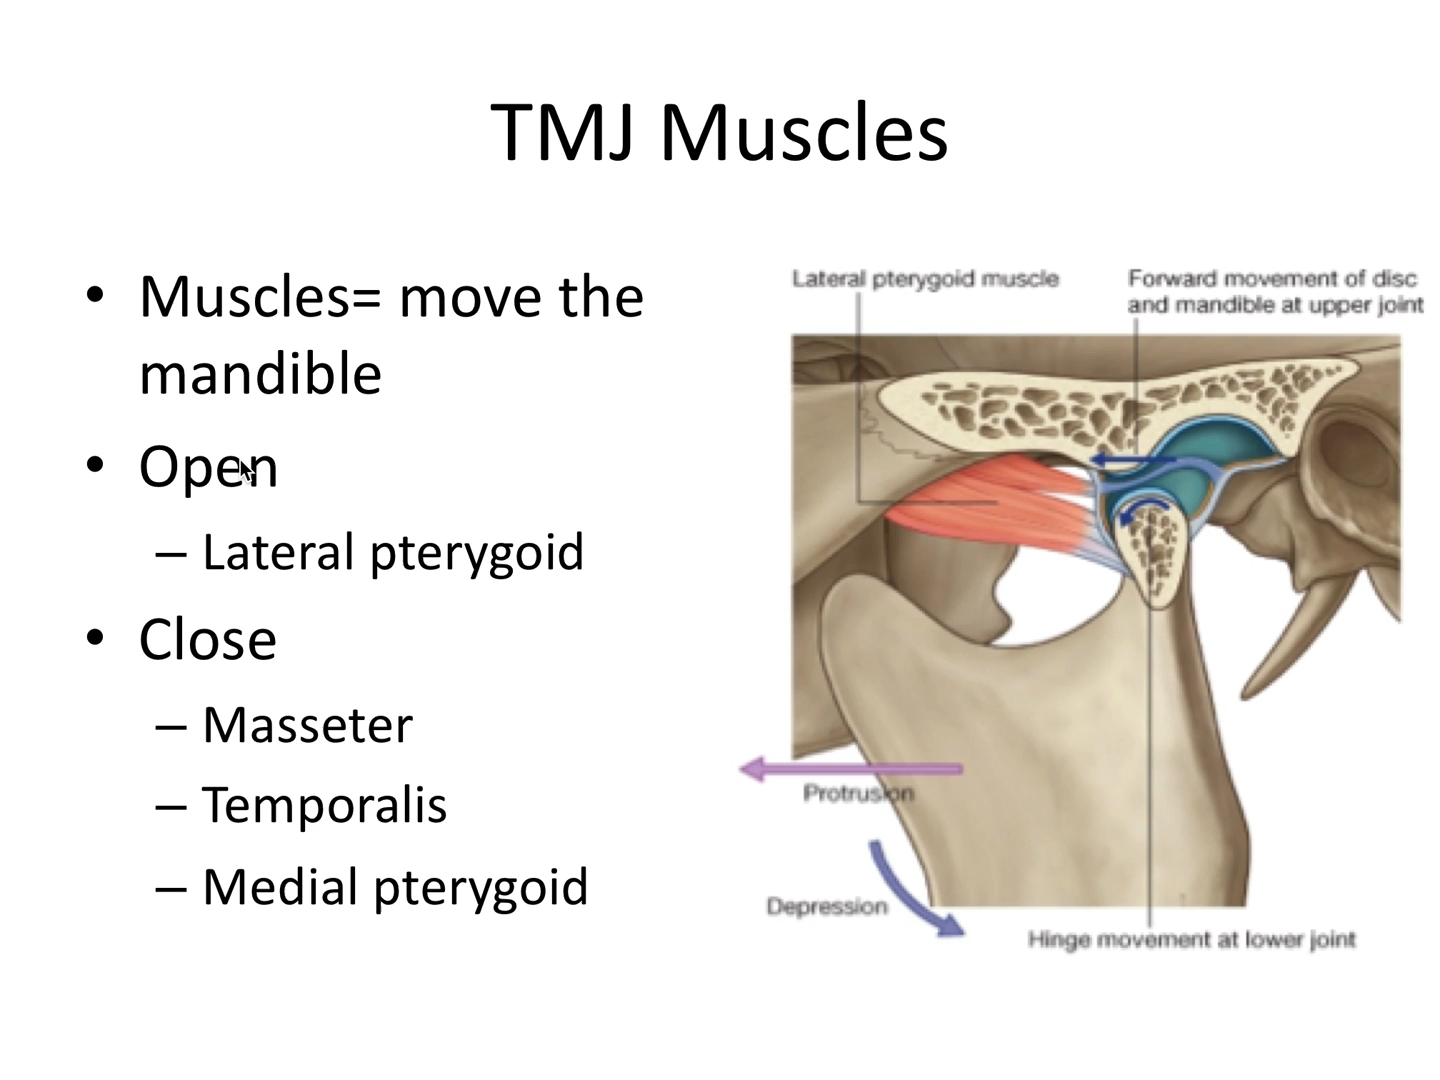 TMJ Muscles
• Muscles= move the
mandible
• Open
– Lateral pterygoid
• Close
– Masseter
– Temporalis
– Medial pterygoid
Lateral pterygoid muscle
Forward movement of disc
and mandible at upper joint
Protrusion
Depression
Hinge movement at lower joint